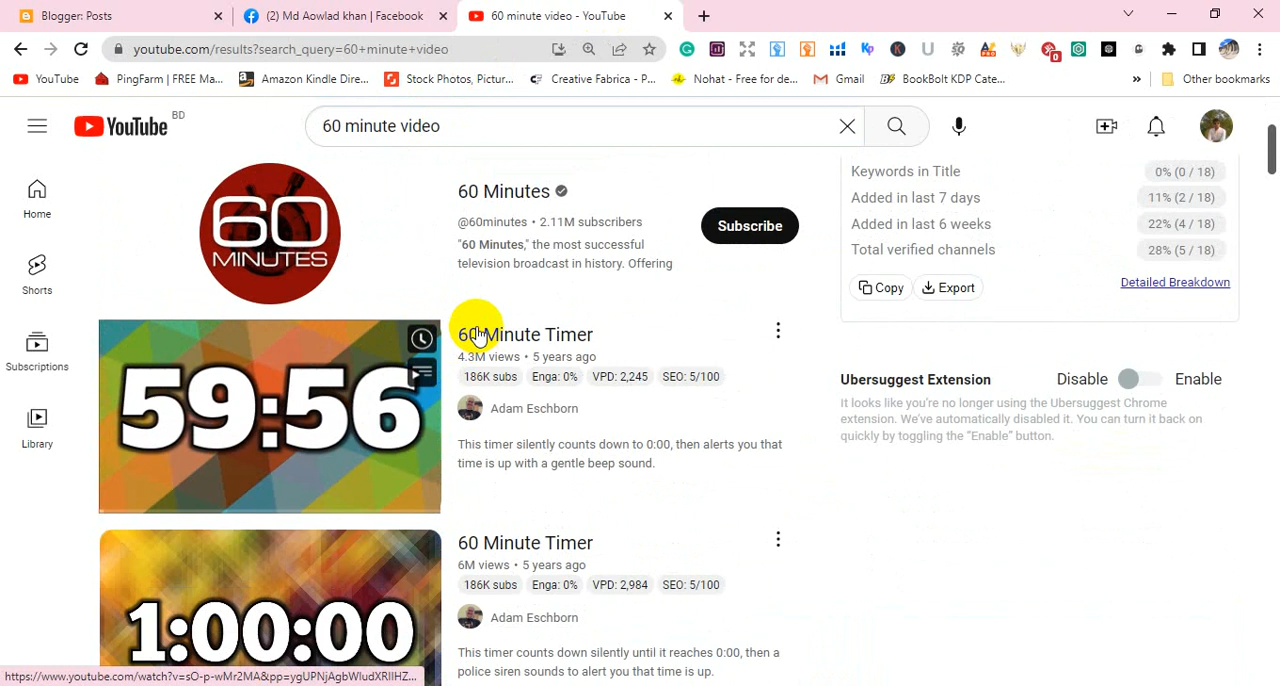 Blogger: Posts
(2) Md Aowlad khan | Facebook
60 minute video - YouTube
youtube.com/results?search_query=60+minute+video
YouTube
PingFarm | FREE Ma...
Amazon Kindle Dire...
Stock Photos, Pictur...
Creative Fabrica - P...
Nohat - Free for de...
Gmail
BookBolt KDP Cate...
»
Other bookmarks
YouTube
BD
60 minute video
Home
Shorts
Subscriptions
Library
60
MINUTES
60 Minutes
@60minutes • 2.11M subscribers
"60 Minutes," the most successful
television broadcast in history. Offering
Subscribe
59:56
60 Minute Timer
4.3M views • 5 years ago
186K subs
Enga: 0%
VPD: 2,245
SEO: 5/100
Adam Eschborn
This timer silently counts down to 0:00, then alerts you that
time is up with a gentle beep sound.
1:00:00
60 Minute Timer
6M views • 5 years ago
186K subs
Enga: 0%
VPD: 2,984
SEO: 5/100
Adam Eschborn
This timer counts down silently until it reaches 0:00, then a
police siren sounds to alert you that time is up.
Keywords in Title
0% (0 / 18)
Added in last 7 days
11% (2 / 18)
Added in last 6 weeks
22% (4 / 18)
Total verified channels
28% (5 / 18)
Copy
Export
Detailed Breakdown
Ubersuggest Extension
Disable
Enable
It looks like you're no longer using the Ubersuggest Chrome
extension. We've automatically disabled it. You can turn it back on
quickly by toggling the "Enable" button.
https://www.youtube.com/watch?v=sO-p-wMr2MA&pp=ygUPNjAgbWludXRlIHZ...